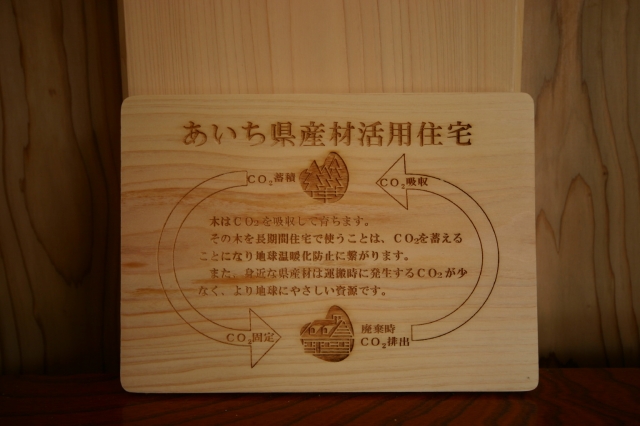 あいち県産材活用住宅
CO₂蓄積
CO₂吸収
木はCO₂を吸収して育ちます。
その木を長期間住宅で使うことは、CO₂を蓄える
ことになり地球温暖化防止に繋がります。
また、身近な県産材は運搬時に発生するCO₂が少
なく、より地球にやさしい資源です。
CO₂固定
廃棄時
CO₂排出